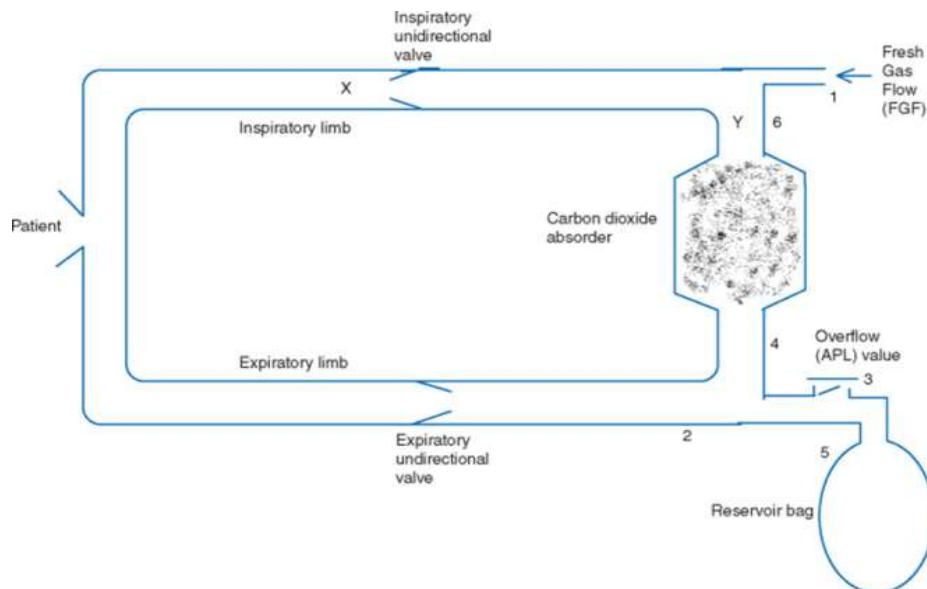 Inspiratory
unidirectional
valve
Fresh
Gas
Flow
(FGF)
1
X
Inspiratory limb
Y
6
Patient
Carbon dioxide
absorder
4
Overflow
(APL) value
3
Expiratory limb
2
Expiratory
undirectional
valve
5
Reservoir bag